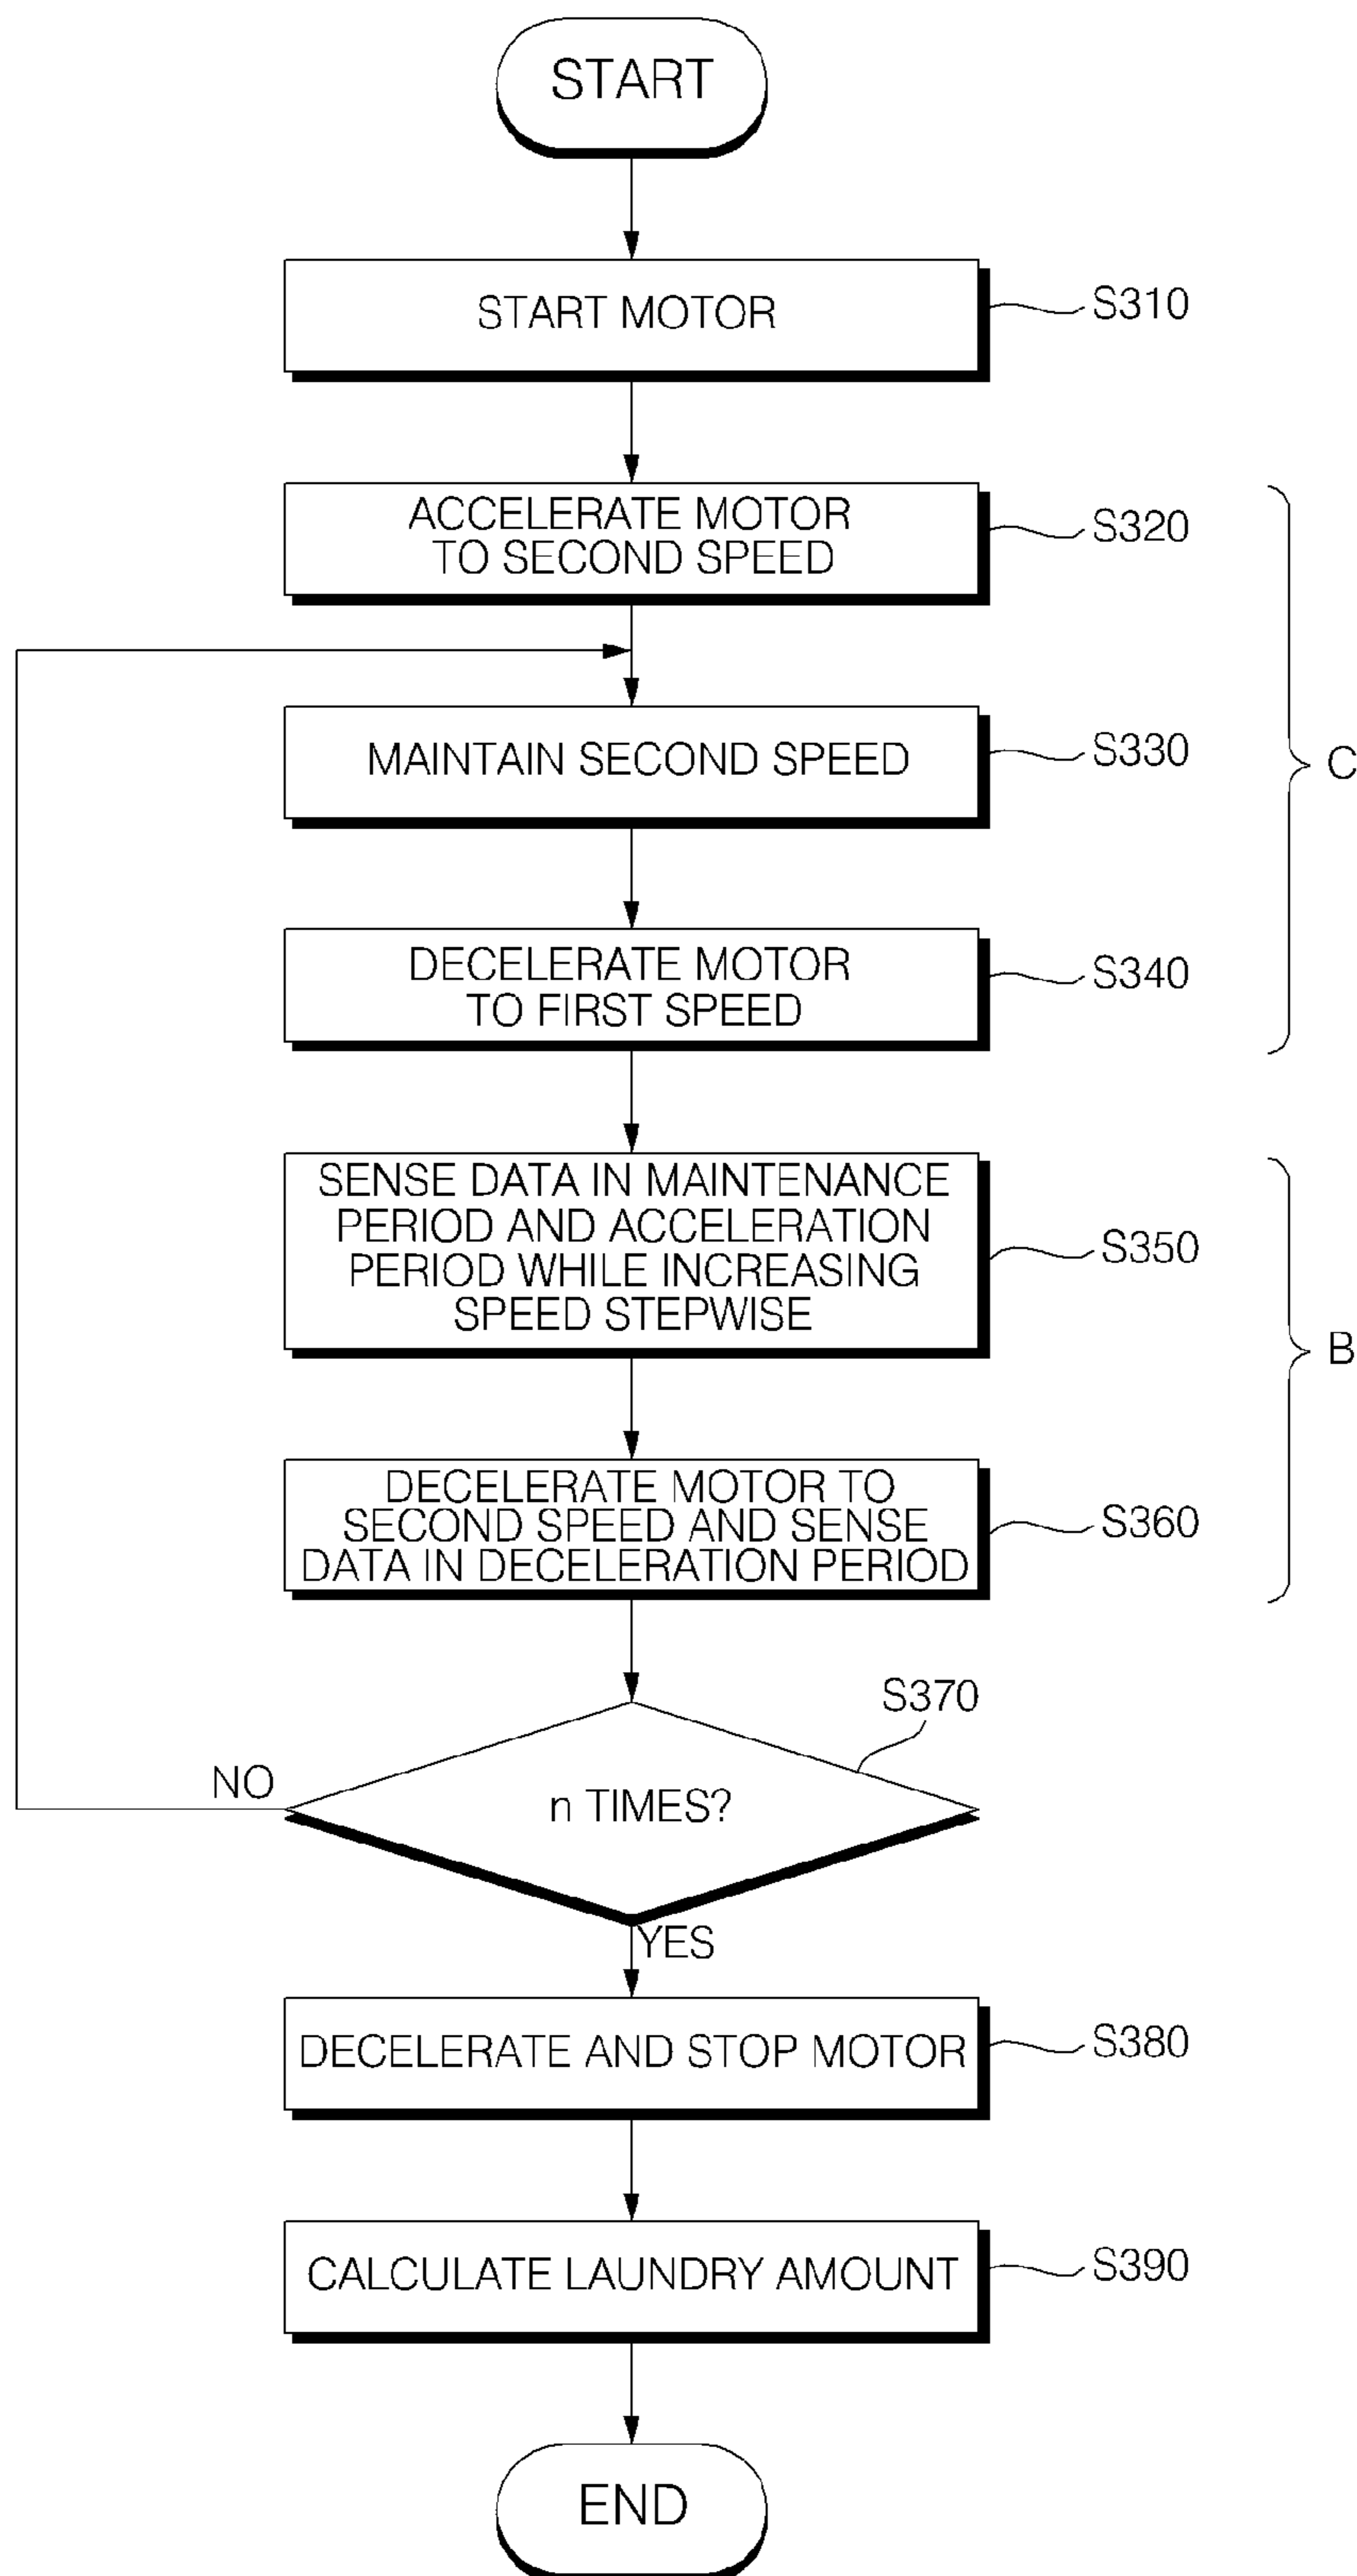 START
START MOTOR
S310
ACCELERATE MOTOR
TO SECOND SPEED
S320
MAINTAIN SECOND SPEED
S330
C
DECELERATE MOTOR
TO FIRST SPEED
S340
SENSE DATA IN MAINTENANCE
PERIOD AND ACCELERATION
PERIOD WHILE INCREASING
SPEED STEPWISE
S350
B
DECELERATE MOTOR TO
SECOND SPEED AND SENSE
DATA IN DECELERATION PERIOD
S360
S370
NO
n TIMES?
YES
DECELERATE AND STOP MOTOR
S380
CALCULATE LAUNDRY AMOUNT
S390
END